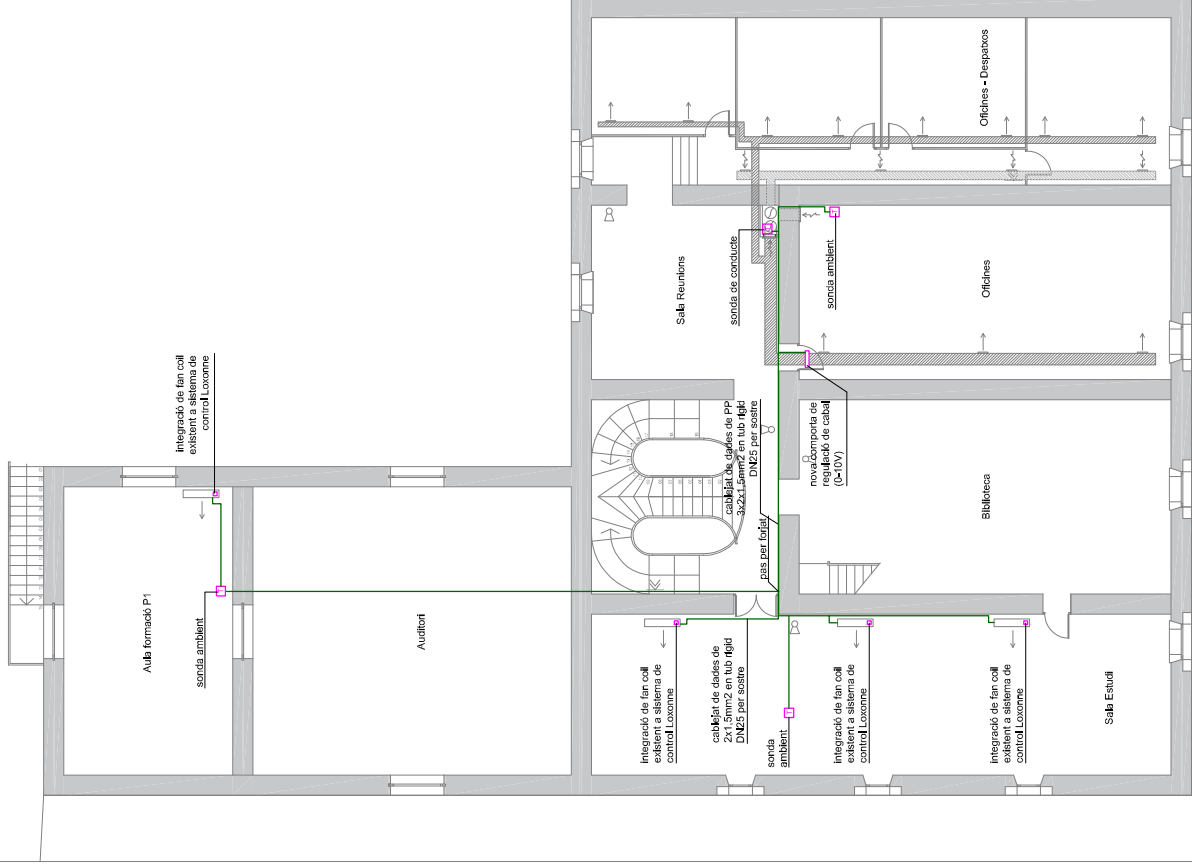 integració de fan coil
existent a sistema de
control Loxonne
Aula formació P1
sonda ambient
Auditori
integració de fan coil
existent a sistema de
control Loxonne
cablejat de dades de
2x1,5mm2 en tub rígid
DN25 per sostre
sonda
ambient
T
integració de fan coil
existent a sistema de
control Loxonne
integració de fan coil
existent a sistema de
control Loxonne
Sala Estudi
pas per forjat
cablejat de dades de PP
3x2x1,5mm2 en tub rígid
DN25 per sostre
nova comporta de
regulació de cabal
(0-10V)
Biblioteca
Sala Reunions
sonda de conducte
sonda ambient
T
Oficines
Oficines - Despatxos
T